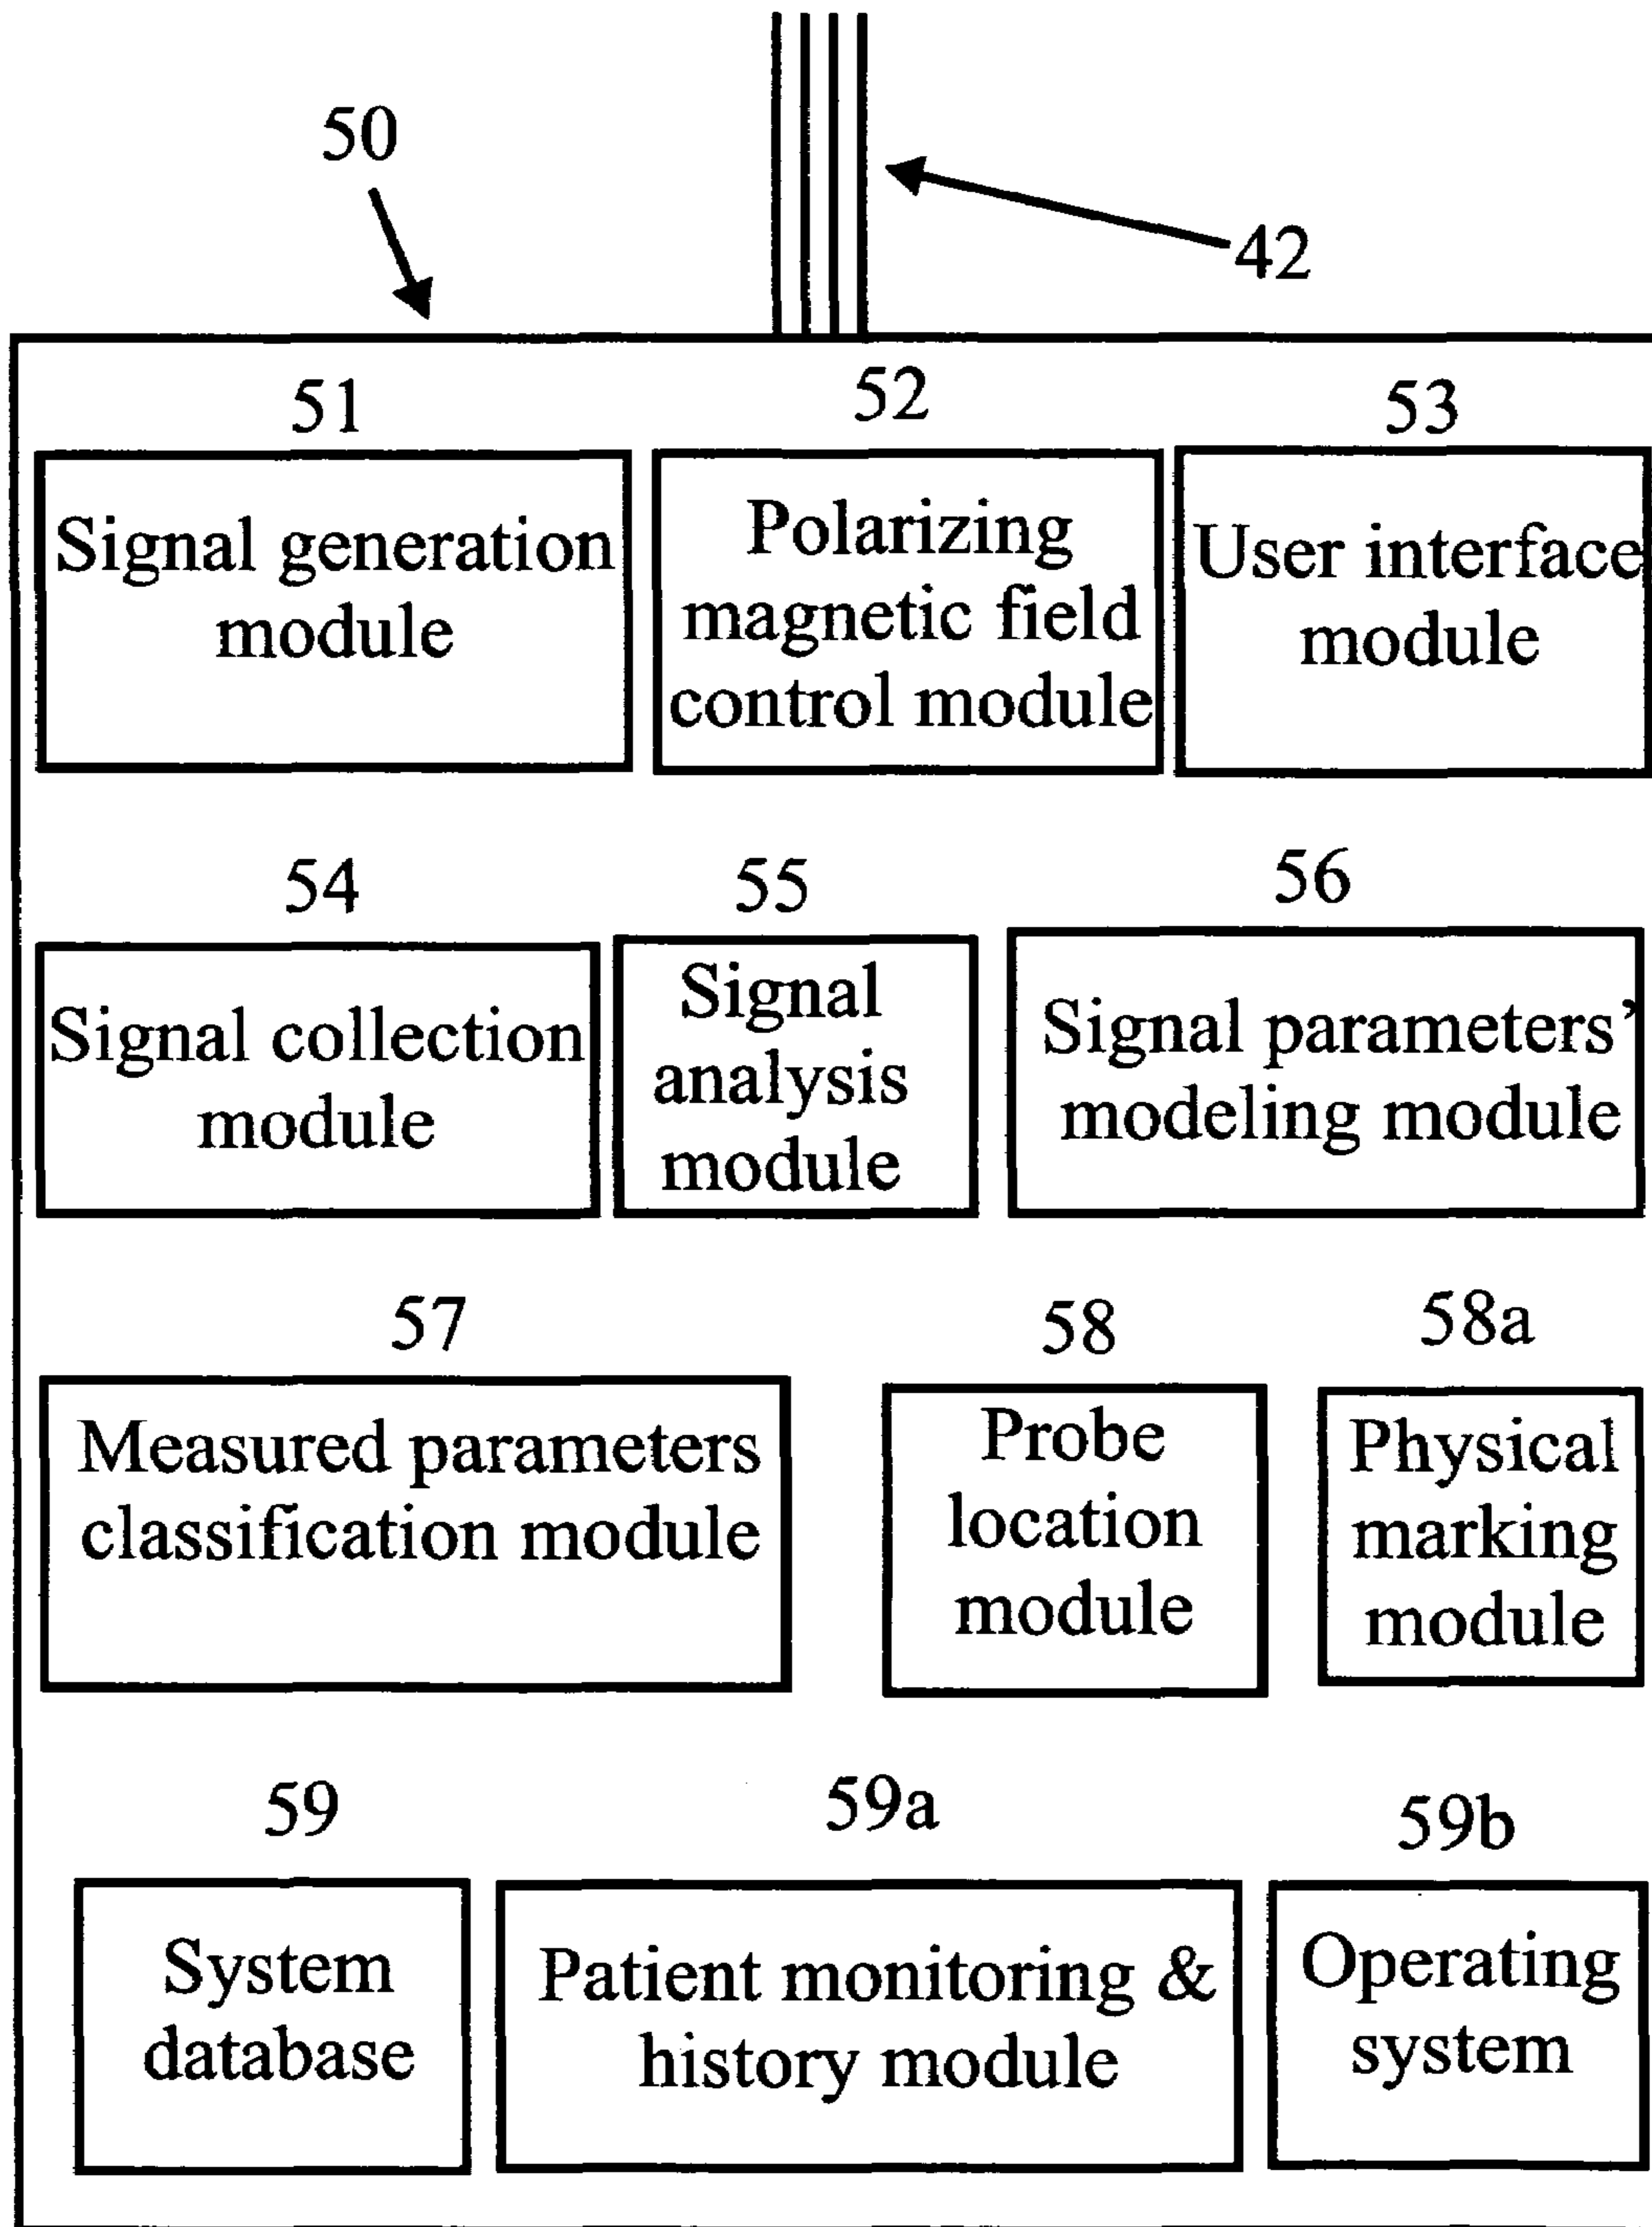 50
42
51
52
53
Signal generation
module
Polarizing
magnetic field
control module
User interface
module
54
55
56
Signal collection
module
Signal
analysis
module
Signal parameters’
modeling module
57
58
58a
Measured parameters
classification module
Probe
location
module
Physical
marking
module
59
59a
59b
System
database
Patient monitoring &
history module
Operating
system